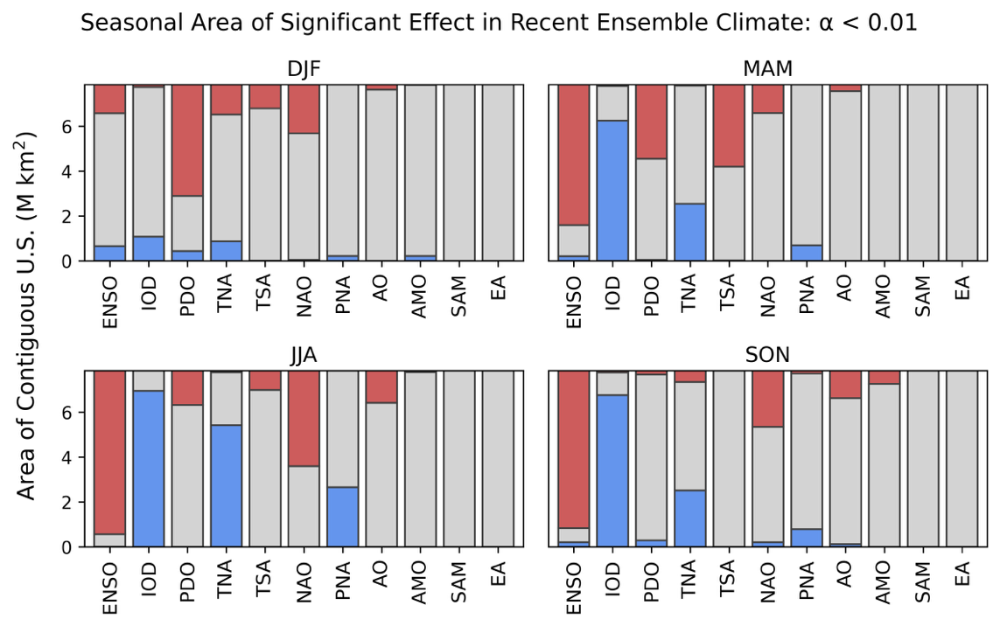 Seasonal Area of Significant Effect in Recent Ensemble Climate: α < 0.01
Area of Contiguous U.S. (M km²)
DJF
6
4
2
0
ENSO
IOD
PDO
TNA
TSA
NAO
PNA
AO
AMO
SAM
EA
MAM
ENSO
IOD
PDO
TNA
TSA
NAO
PNA
AO
AMO
SAM
EA
JJA
6
4
2
0
ENSO
IOD
PDO
TNA
TSA
NAO
PNA
AO
AMO
SAM
EA
SON
ENSO
IOD
PDO
TNA
TSA
NAO
PNA
AO
AMO
SAM
EA